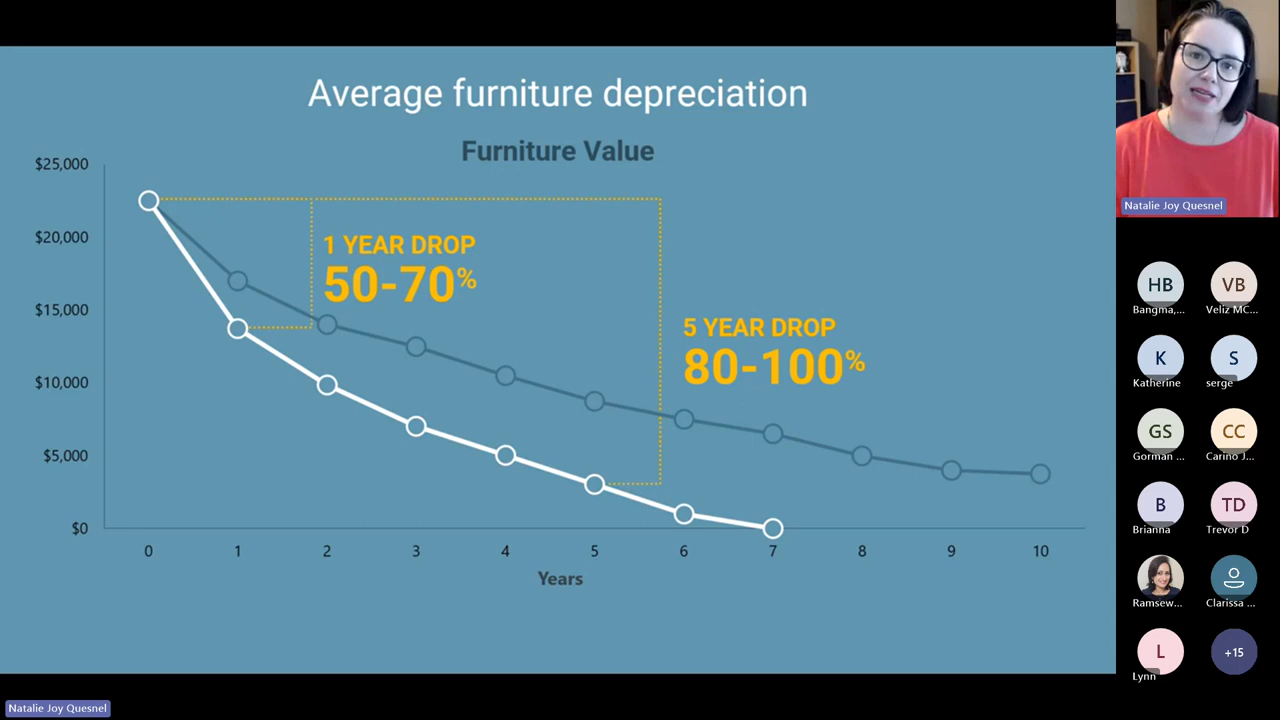 Average furniture depreciation
Furniture Value
$25,000
$20,000
$15,000
$10,000
$5,000
$0
1 YEAR DROP
50-70%
5 YEAR DROP
80-100%
0 1 2 3 4 5 6 7 8 9 10
Years
Natalie Joy Quesnel
Natalie Joy Quesnel
HB VB
Bangma,... Veliz MC...
K S
Katherine serge
GS CC
Gorman ... Carino J...
B TD
Brianna Trevor D
Ramsew... Clarissa ...
L +15
Lynn